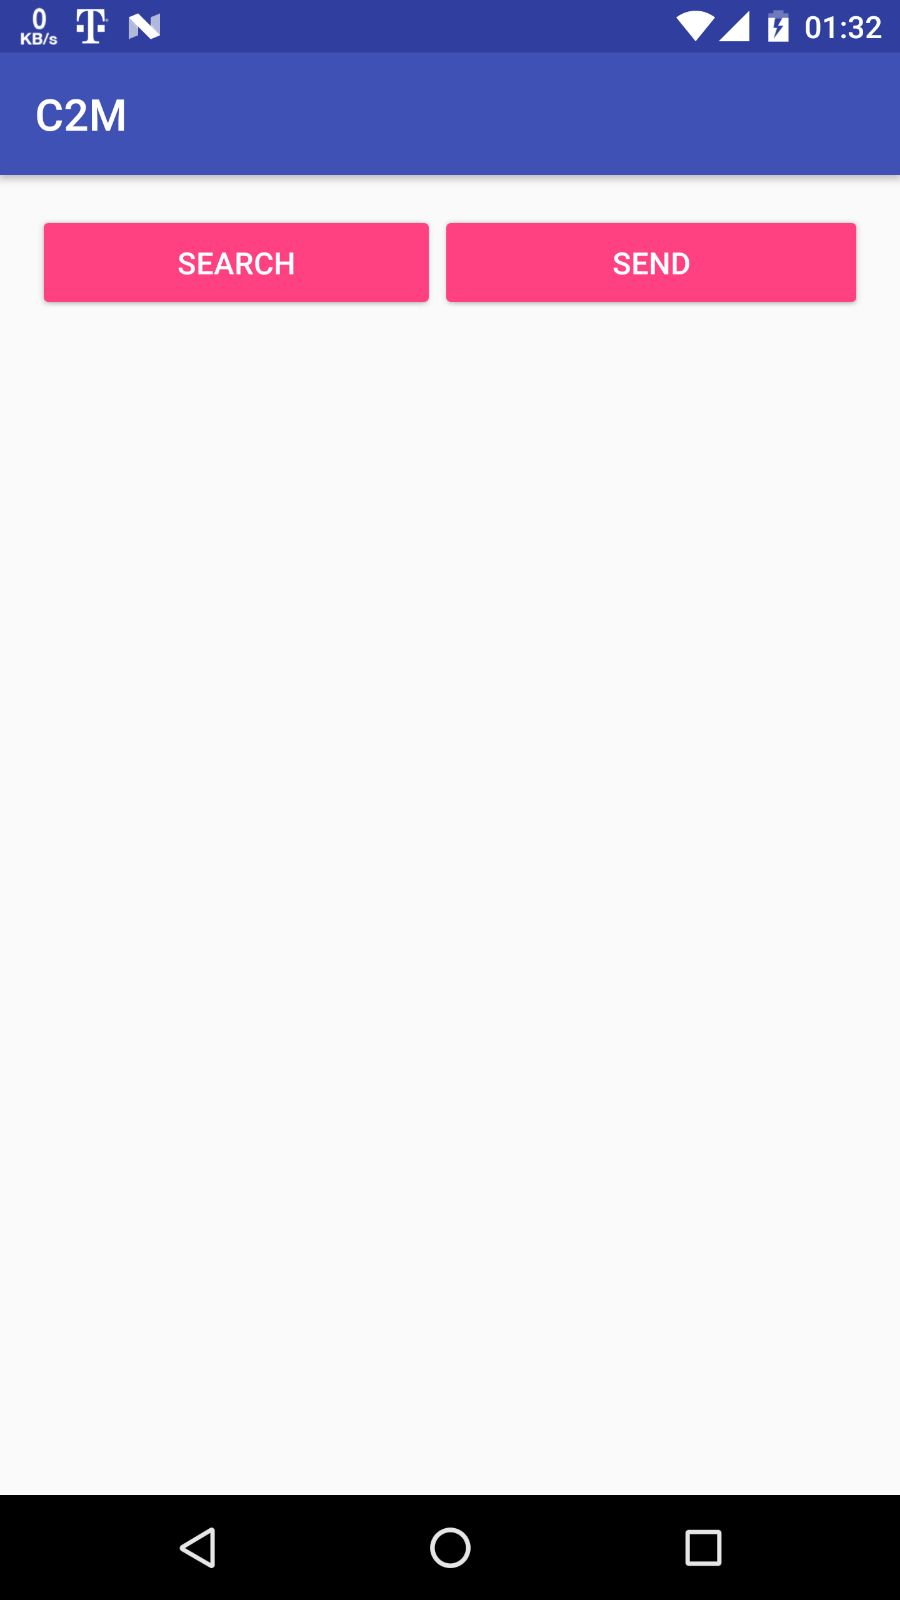 0
KB/s
T
N
01:32
C2M
SEARCH
SEND